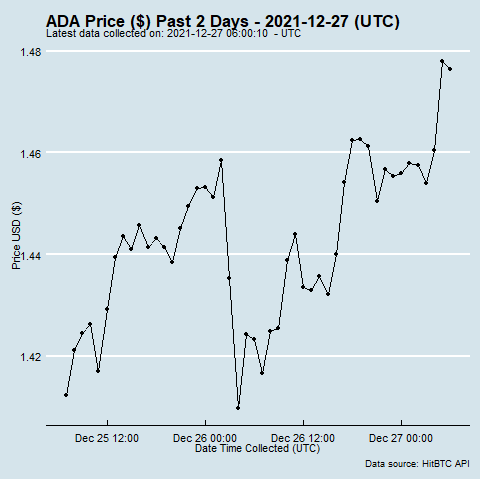 ADA Price ($) Past 2 Days - 2021-12-27 (UTC)
Latest data collected on: 2021-12-27 06:00:10  - UTC
1.48
1.46
1.44
1.42
Price USD ($)
Dec 25 12:00
Dec 26 00:00
Dec 26 12:00
Dec 27 00:00
Date Time Collected (UTC)
Data source: HitBTC API